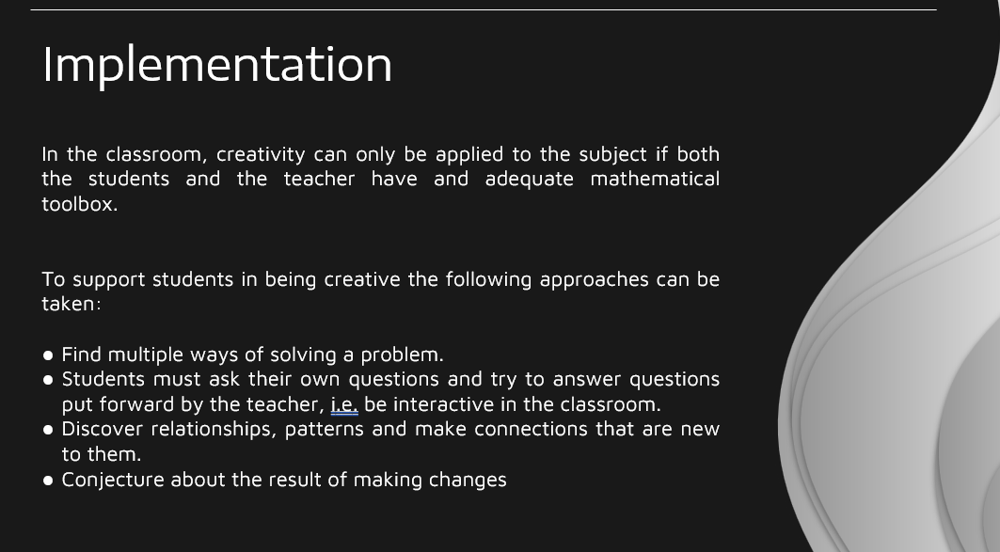 Implementation
In the classroom, creativity can only be applied to the subject if both
the students and the teacher have and adequate mathematical
toolbox.
To support students in being creative the following approaches can be
taken:
● Find multiple ways of solving a problem.
● Students must ask their own questions and try to answer questions
put forward by the teacher, i.e. be interactive in the classroom.
● Discover relationships, patterns and make connections that are new
to them.
● Conjecture about the result of making changes